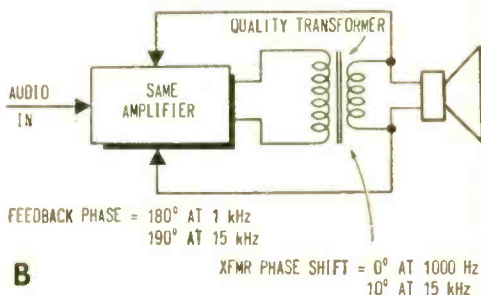 QUALITY TRANSFORMER
AUDIO
IN
SAME
AMPLIFIER
FEEDBACK PHASE = 180° AT 1 kHz
190° AT 15 kHz
XFMR PHASE SHIFT = 0° AT 1000 Hz
10° AT 15 kHz
B